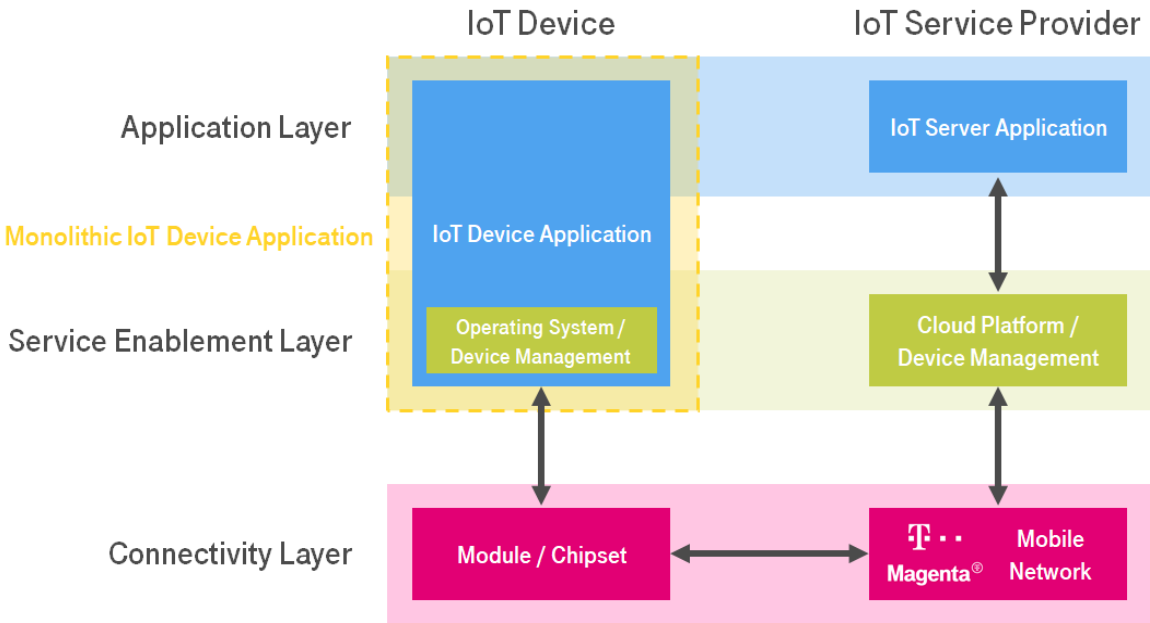 IoT Device
IoT Service Provider
Application Layer
IoT Server Application
Monolithic IoT Device Application
IoT Device Application
Service Enablement Layer
Operating System /
Device Management
Cloud Platform /
Device Management
Connectivity Layer
Module / Chipset
T
Magenta®
Mobile
Network